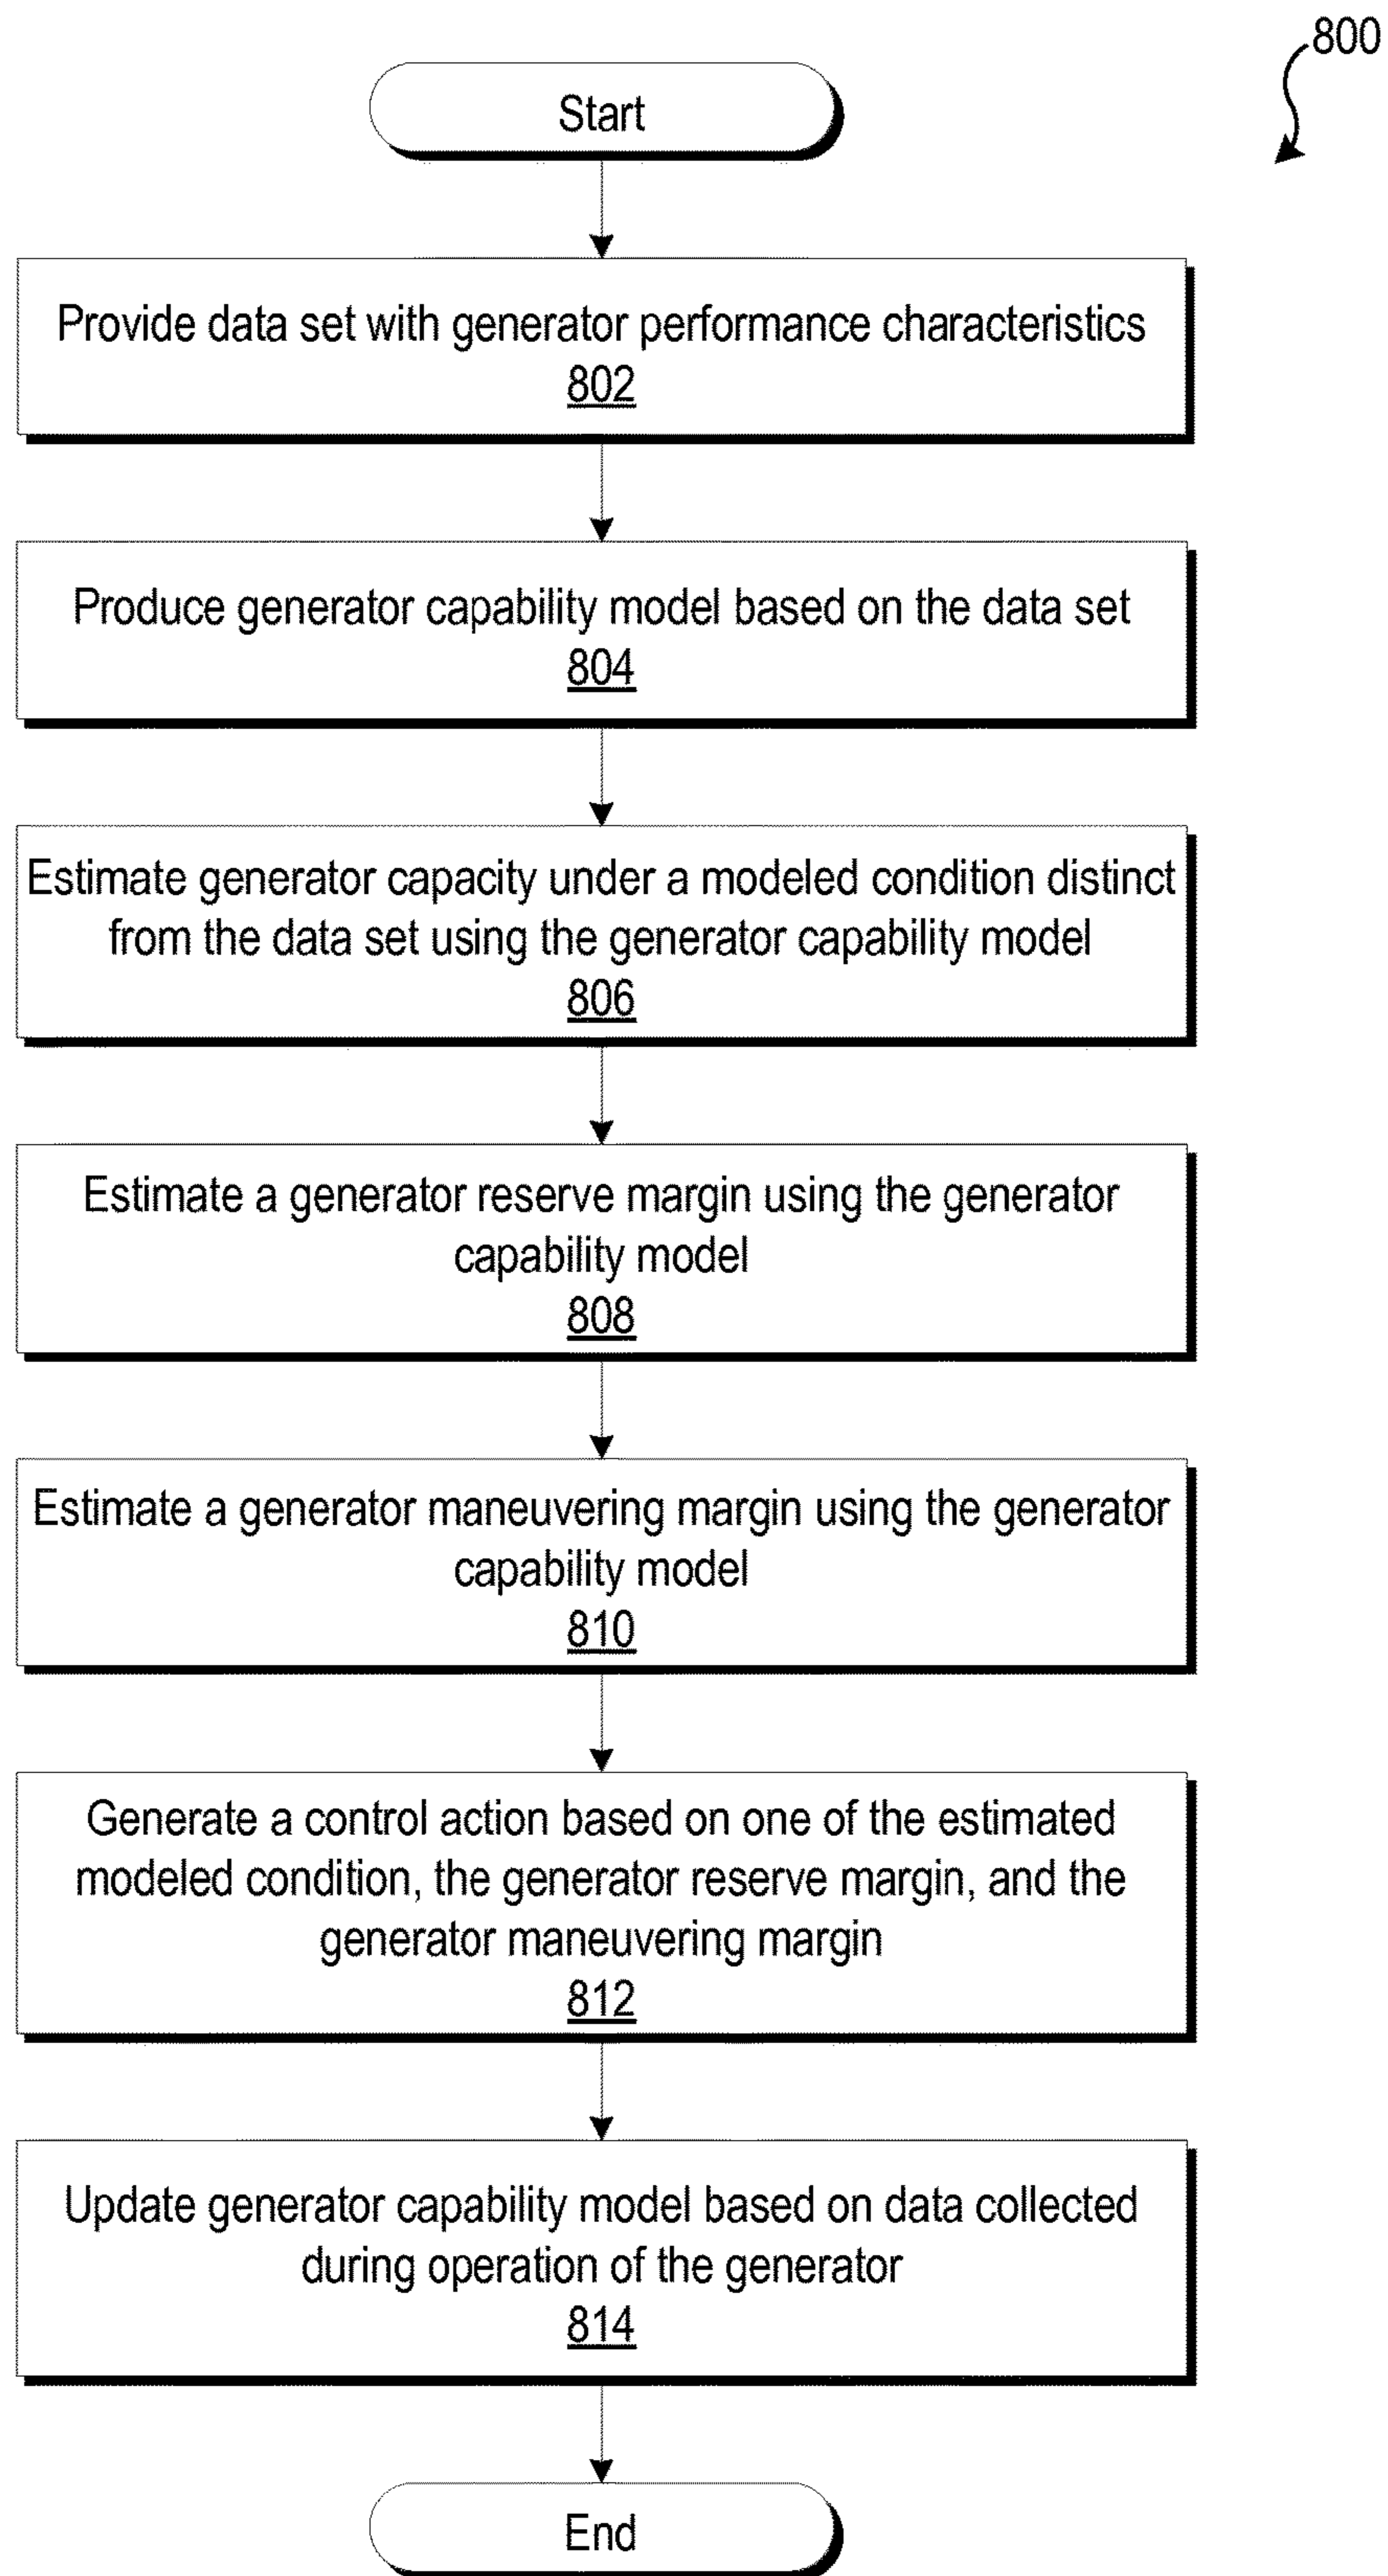 800
Start
Provide data set with generator performance characteristics
802
Produce generator capability model based on the data set
804
Estimate generator capacity under a modeled condition distinct
from the data set using the generator capability model
806
Estimate a generator reserve margin using the generator
capability model
808
Estimate a generator maneuvering margin using the generator
capability model
810
Generate a control action based on one of the estimated
modeled condition, the generator reserve margin, and the
generator maneuvering margin
812
Update generator capability model based on data collected
during operation of the generator
814
End